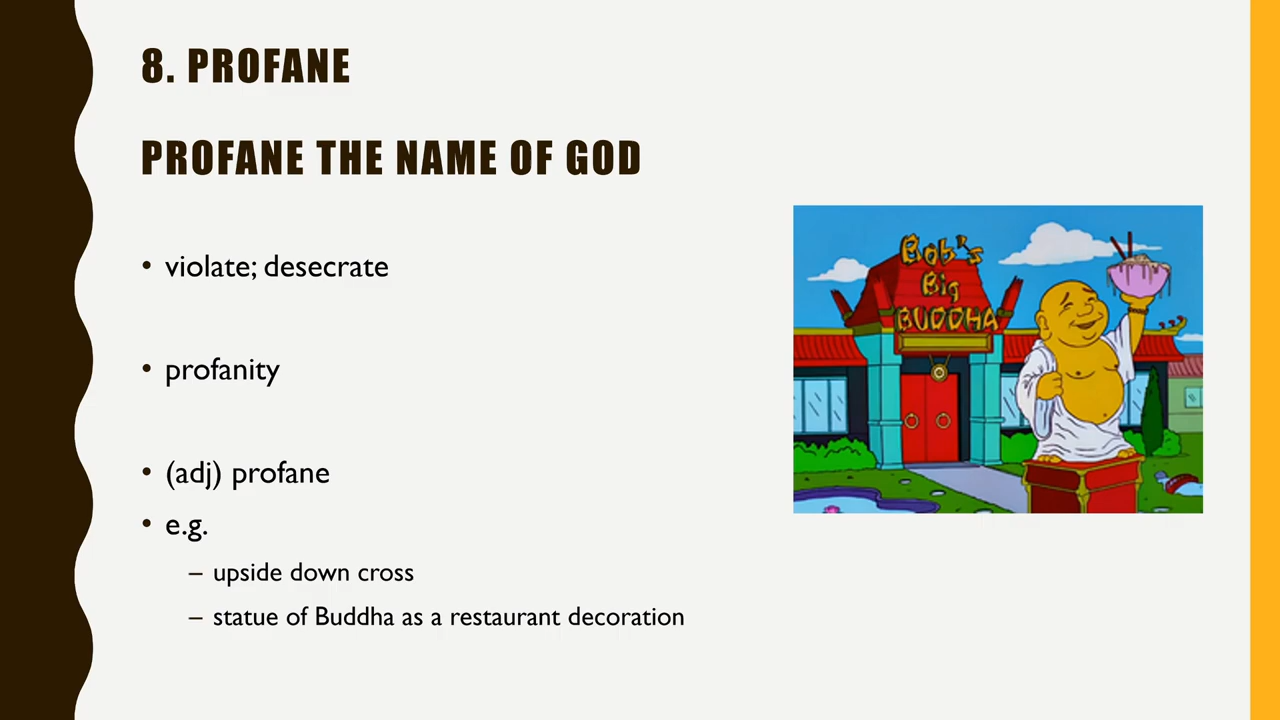 8. PROFANE
PROFANE THE NAME OF GOD
• violate; desecrate
• profanity
• (adj) profane
• e.g.
– upside down cross
– statue of Buddha as a restaurant decoration
Bob's
Big
BUDDHA